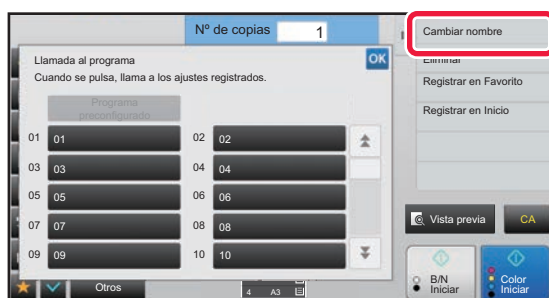 Nº de copias 1
Cambiar nombre
Llamada al programa
OK
Cuando se pulsa, llama a los ajustes registrados.
Eliminar
Registrar en Favorito
Registrar en Inicio
Programa
preconfigurado
01 01 02 02
03 03 04 04
05 05 06 06
07 07 08 08
09 09 10 10
Vista previa
CA
B/N
Iniciar
Color
Iniciar
Otros
4 A3